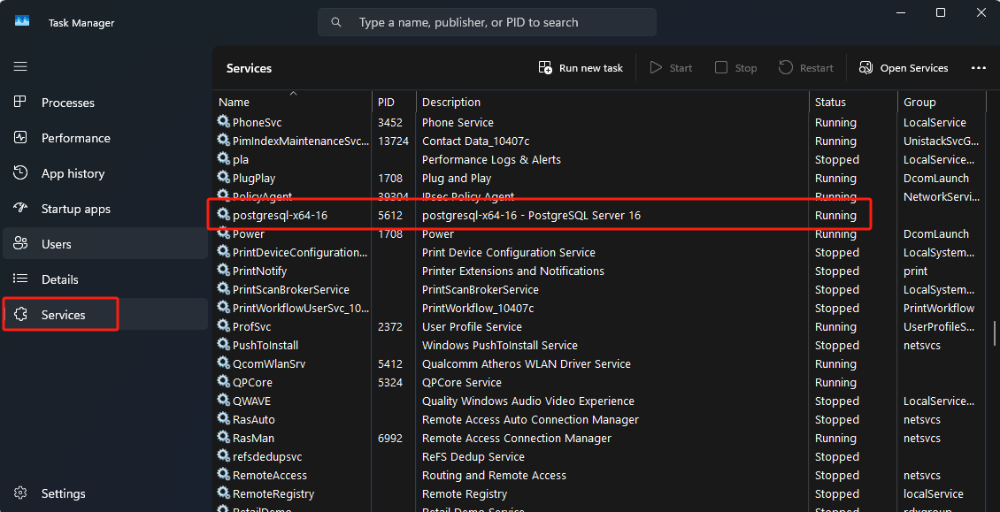 Task Manager
Type a name, publisher, or PID to search
Services
Run new task
Start
Stop
Restart
Open Services
Processes
Performance
App history
Startup apps
Users
Details
Services
Settings
Name PID Description Status Group
PhoneSvc 3452 Phone Service Running LocalService
PimIndexMaintenanceSvc... 13724 Contact Data_10407c Running UnistackSvcG...
pla Performance Logs & Alerts Stopped LocalService...
PlugPlay 1708 Plug and Play Running DcomLaunch
PolicyAgent 39304 IPsec Policy Agent Running NetworkServi...
postgresql-x64-16 5612 postgresql-x64-16 - PostgreSQL Server 16 Running
Power 1708 Power Running DcomLaunch
PrintDeviceConfiguration... Print Device Configuration Service Stopped LocalSystem...
PrintNotify Printer Extensions and Notifications Stopped print
PrintScanBrokerService PrintScanBrokerService Stopped LocalSystem...
PrintWorkflowUserSvc_10... PrintWorkflow_10407c Stopped PrintWorkflow
ProfSvc 2372 User Profile Service Running UserProfileS...
PushToInstall Windows PushToInstall Service Stopped netsvcs
QcomWlanSrv 5412 Qualcomm Atheros WLAN Driver Service Running
QPCore 5324 QPCore Service Running
QWAVE Quality Windows Audio Video Experience Stopped LocalService...
RasAuto Remote Access Auto Connection Manager Stopped netsvcs
RasMan 6992 Remote Access Connection Manager Running netsvcs
refsdedupsvc ReFS Dedup Service Stopped
RemoteAccess Routing and Remote Access Stopped netsvcs
RemoteRegistry Remote Registry Stopped localService
RetailDemo Retail Demo Service Stopped rdxgroup